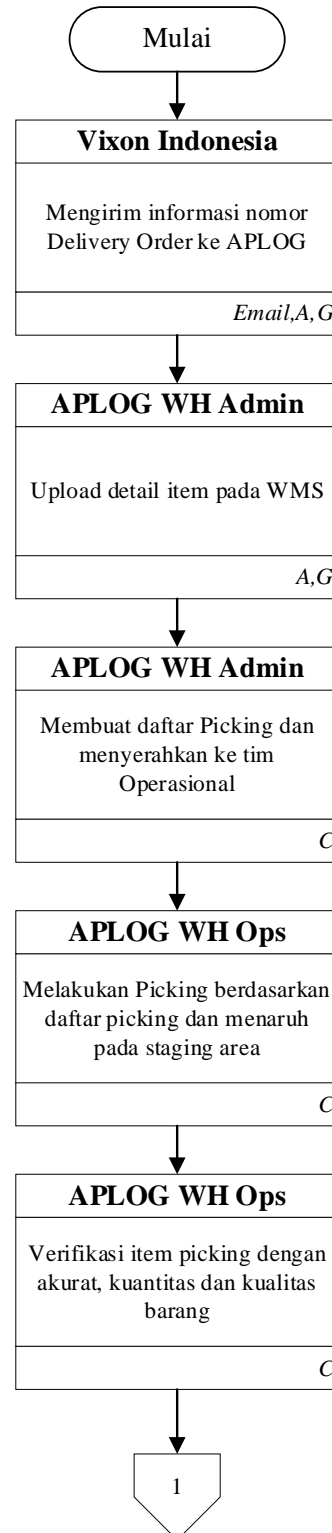 Mulai
Vixon Indonesia
Mengirim informasi nomor
Delivery Order ke APLOG
Email,A,G
APLOG WH Admin
Upload detail item pada WMS
A,G
APLOG WH Admin
Membuat daftar Picking dan
menyerahkan ke tim
Operasional
C
APLOG WH Ops
Melakukan Picking berdasarkan
daftar picking dan menaruh
pada staging area
C
APLOG WH Ops
Verifikasi item picking dengan
akurat, kuantitas dan kualitas
barang
C
1